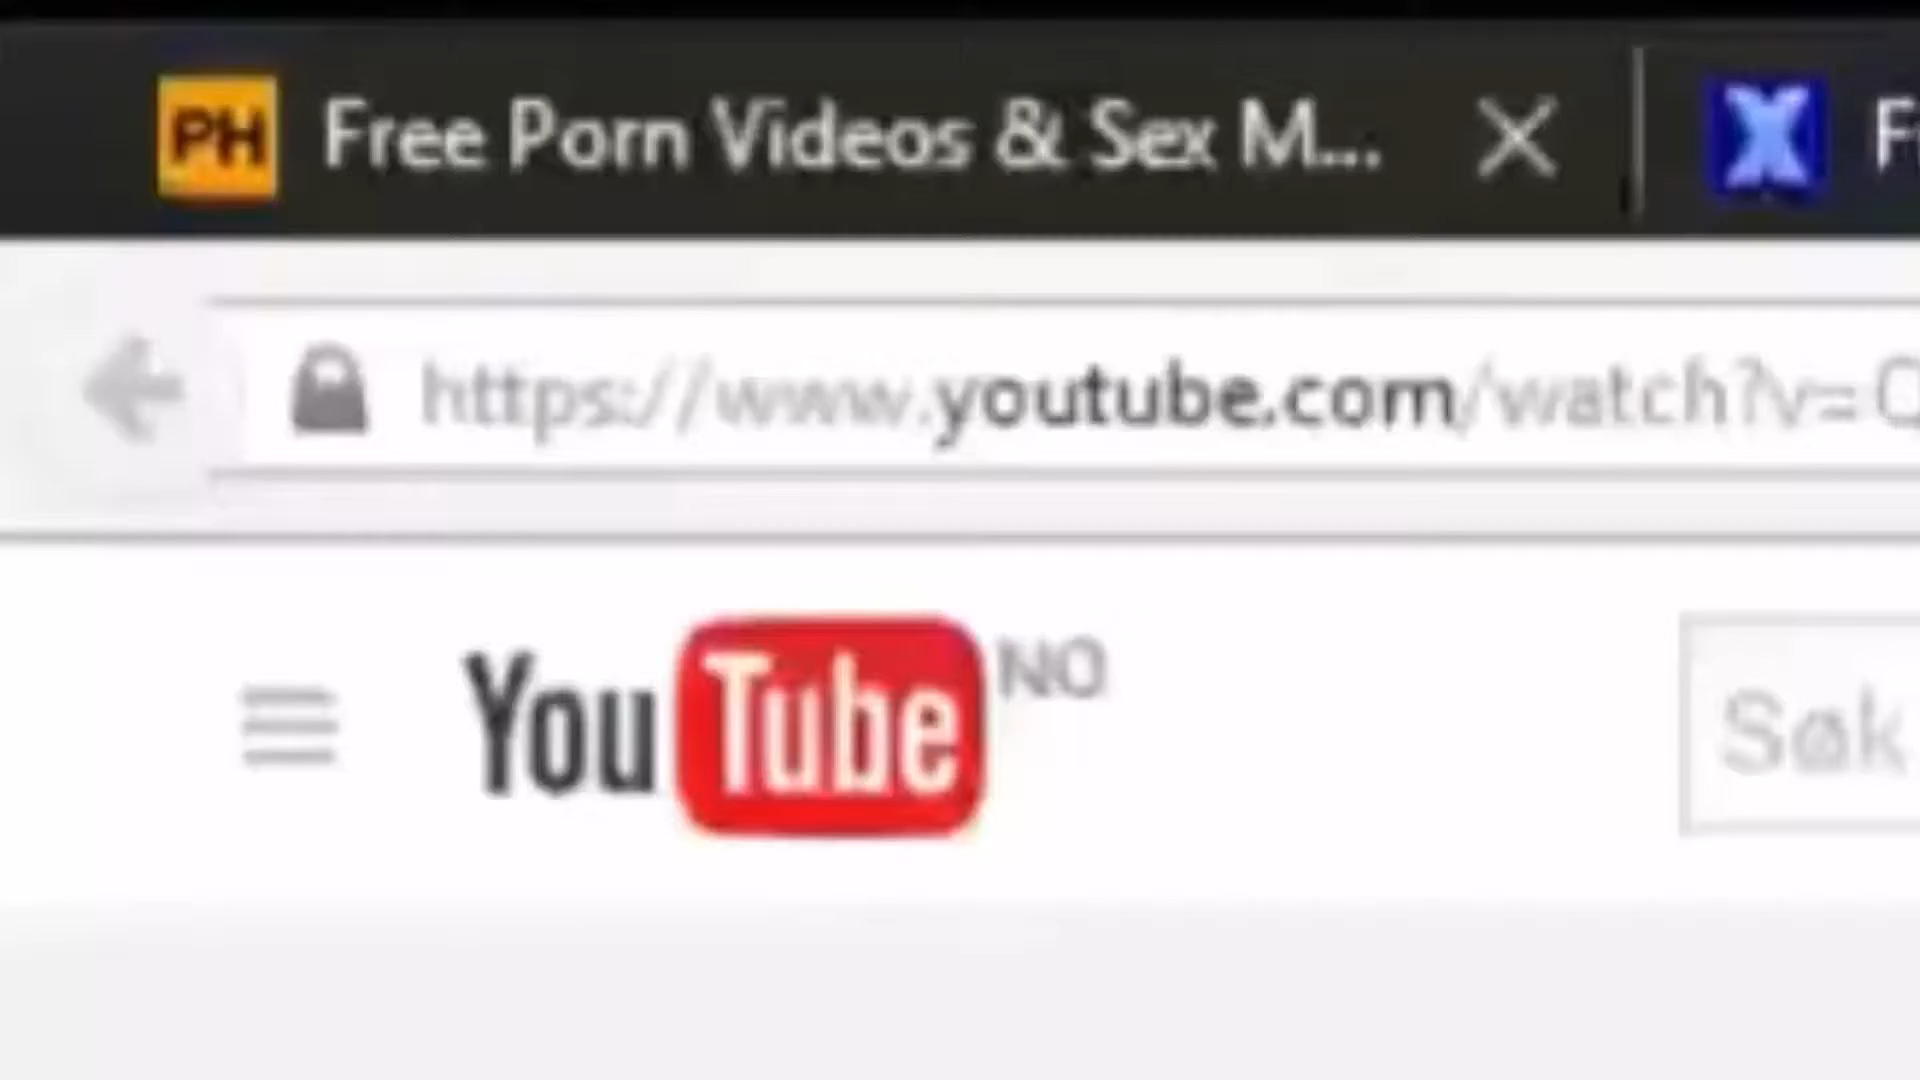 PH Free Porn Videos & Sex M...
https://www.youtube.com/watch?v=
YouTube NO
Søk